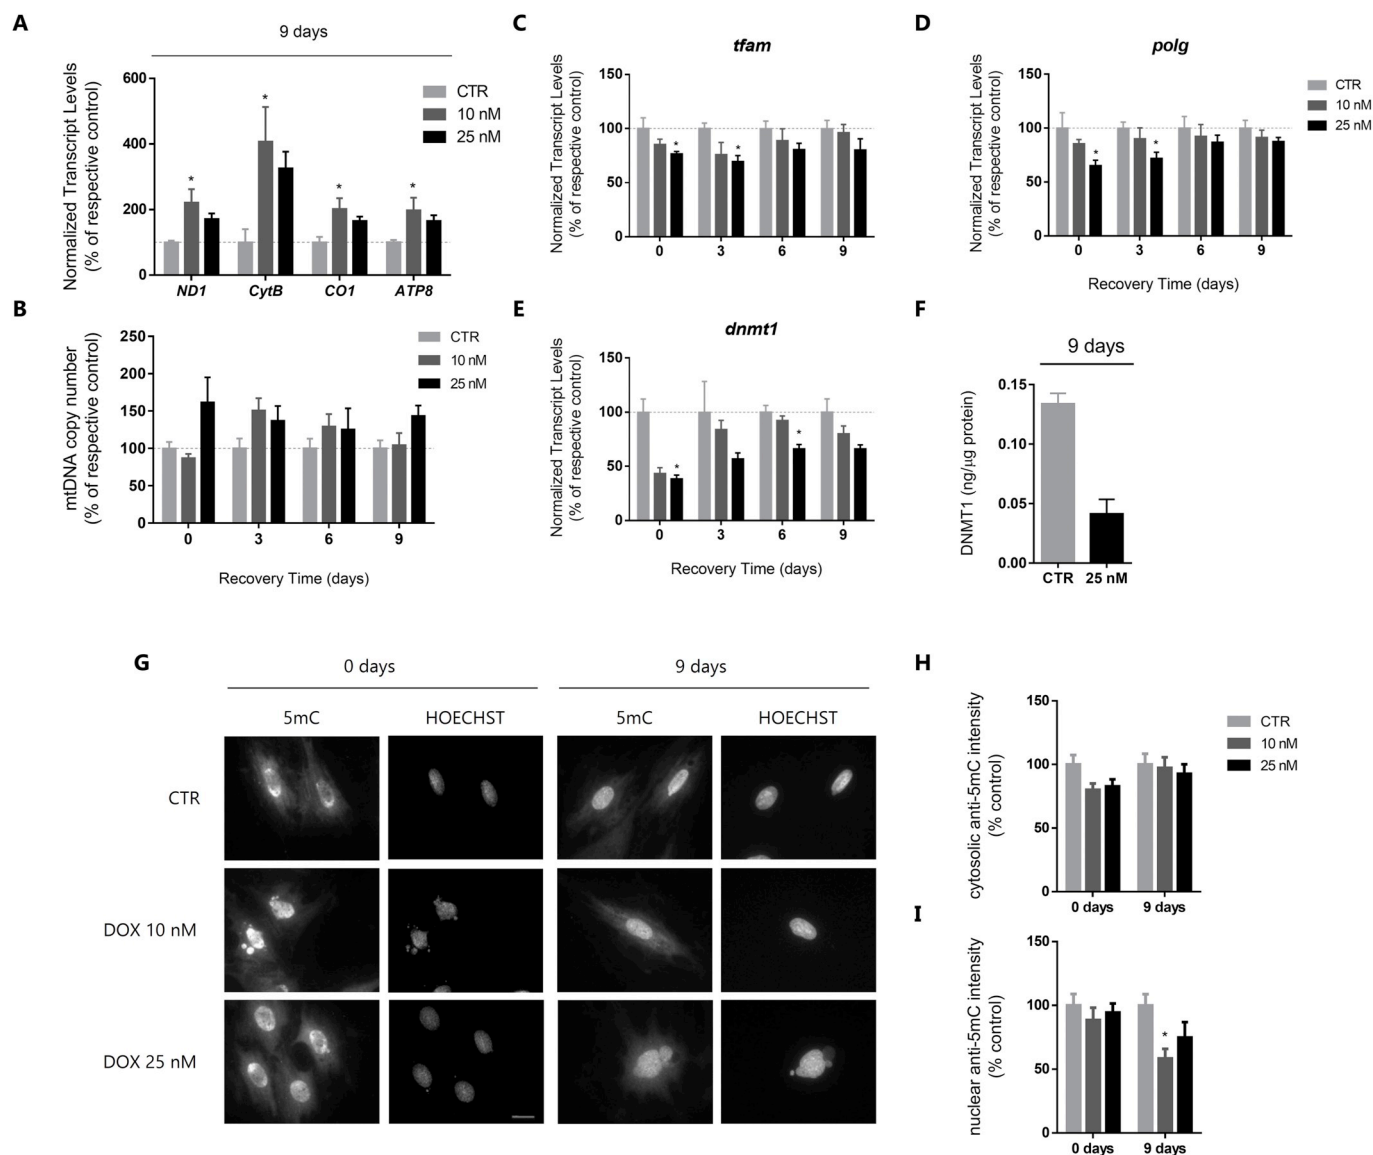 A
9 days
Normalized Transcript Levels
(% of respective control)
600
400
200
0
*
*
*
*
CTR
10 nM
25 nM
ND1 CytB CO1 ATP8
B
mtDNA copy number
(% of respective control)
250
200
150
100
50
0
CTR
10 nM
25 nM
0 3 6 9
Recovery Time (days)
C
tfam
Normalized Transcript Levels
(% of respective control)
150
100
50
0
*
*
0 3 6 9
D
polg
Normalized Transcript Levels
(% of respective control)
150
100
50
0
*
*
CTR
10 nM
25 nM
0 3 6 9
Recovery Time (days)
E
dnmt1
Normalized Transcript Levels
(% of respective control)
150
100
50
0
*
*
0 3 6 9
Recovery Time (days)
F
9 days
DNMT1 (ng/μg protein)
0.15
0.10
0.05
0.00
CTR 25 nM
G
0 days 9 days
5mC HOECHST 5mC HOECHST
CTR
DOX 10 nM
DOX 25 nM
H
cytosolic anti-5mC intensity
(% control)
150
100
50
0
CTR
10 nM
25 nM
0 days 9 days
I
nuclear anti-5mC intensity
(% control)
150
100
50
0
*
0 days 9 days